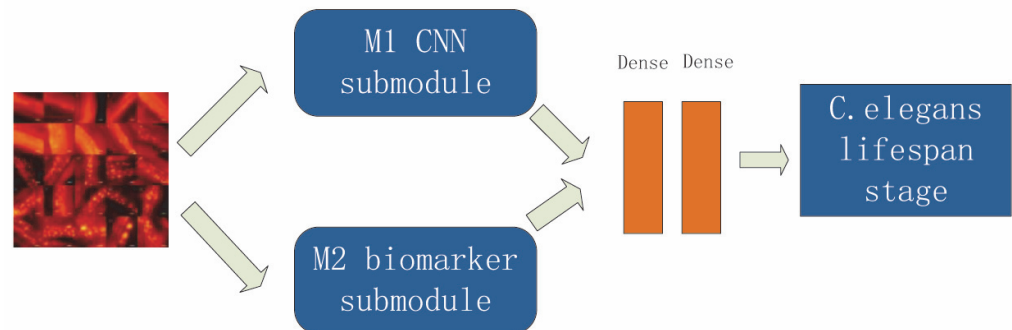 M1 CNN
submodule
Dense Dense
C.elegans
lifespan
stage
M2 biomarker
submodule